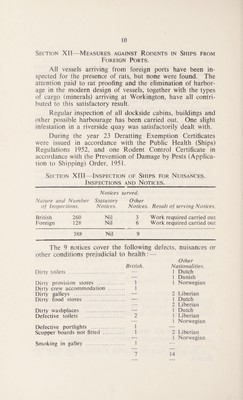 10
SECTION XII—MEASURES AGAINST RODENTS IN SHIPS FROM
FOREIGN PORTS.
All vessels arriving from foreign ports have been in-
spected for the presence of rats, but none were found. The
attention paid to rat proofing and the elimination of harbor-
age in the modern design of vessels, together with the types
of cargo (minerals) arriving at Workington, have all contri-
buted to this satisfactory result.
Regular inspection of all dockside cabins, buildings and
other possible harbourage has been carried out. One slight
infestation in a riverside quay was satisfactorily dealt with.
During the year 23 Deratting Exemption Certificates
were issued in accordance with the Public Health (Ships)
Regulations 1952, and one Rodent Control Certificate in
accordance with the Prevention of Damage by Pests (Applica-
tion to Shipping) Order, 1951.
SECTION XIII—INSPECTION OF SHIPS FOR NUISANCES.
INSPECTIONS AND NOTICES.
Notices served.
Nature and Number Statutory Other
of Inspections. Notices. Notices. Result of serving Notices.
British 260 Nil 3 Work required carried out
Foreign 128 Nil 6 Work required carried out
388 Nil 9
The 9 notices cover the following defects, nuisances or
other conditions prejudicial to health:—
Other
British. Nationalities.
Dirty toilets — 1 Dutch
1 Danish
Dirty provision stores 1 1 Norwegian
Dirty crew accommodation 1
Dirty galleys — 2 Liberian
Dirty food stores — 1 Dutch
2 Liberian
Dirty washplaces — 1 Dutch
Defective toilets 2 1 Liberian
1 Norwegian
Defective portlights 1 —
Scupper boards not fitted 1 2 Liberian
1 Norwegian
Smoking in galley 1 —
7 14